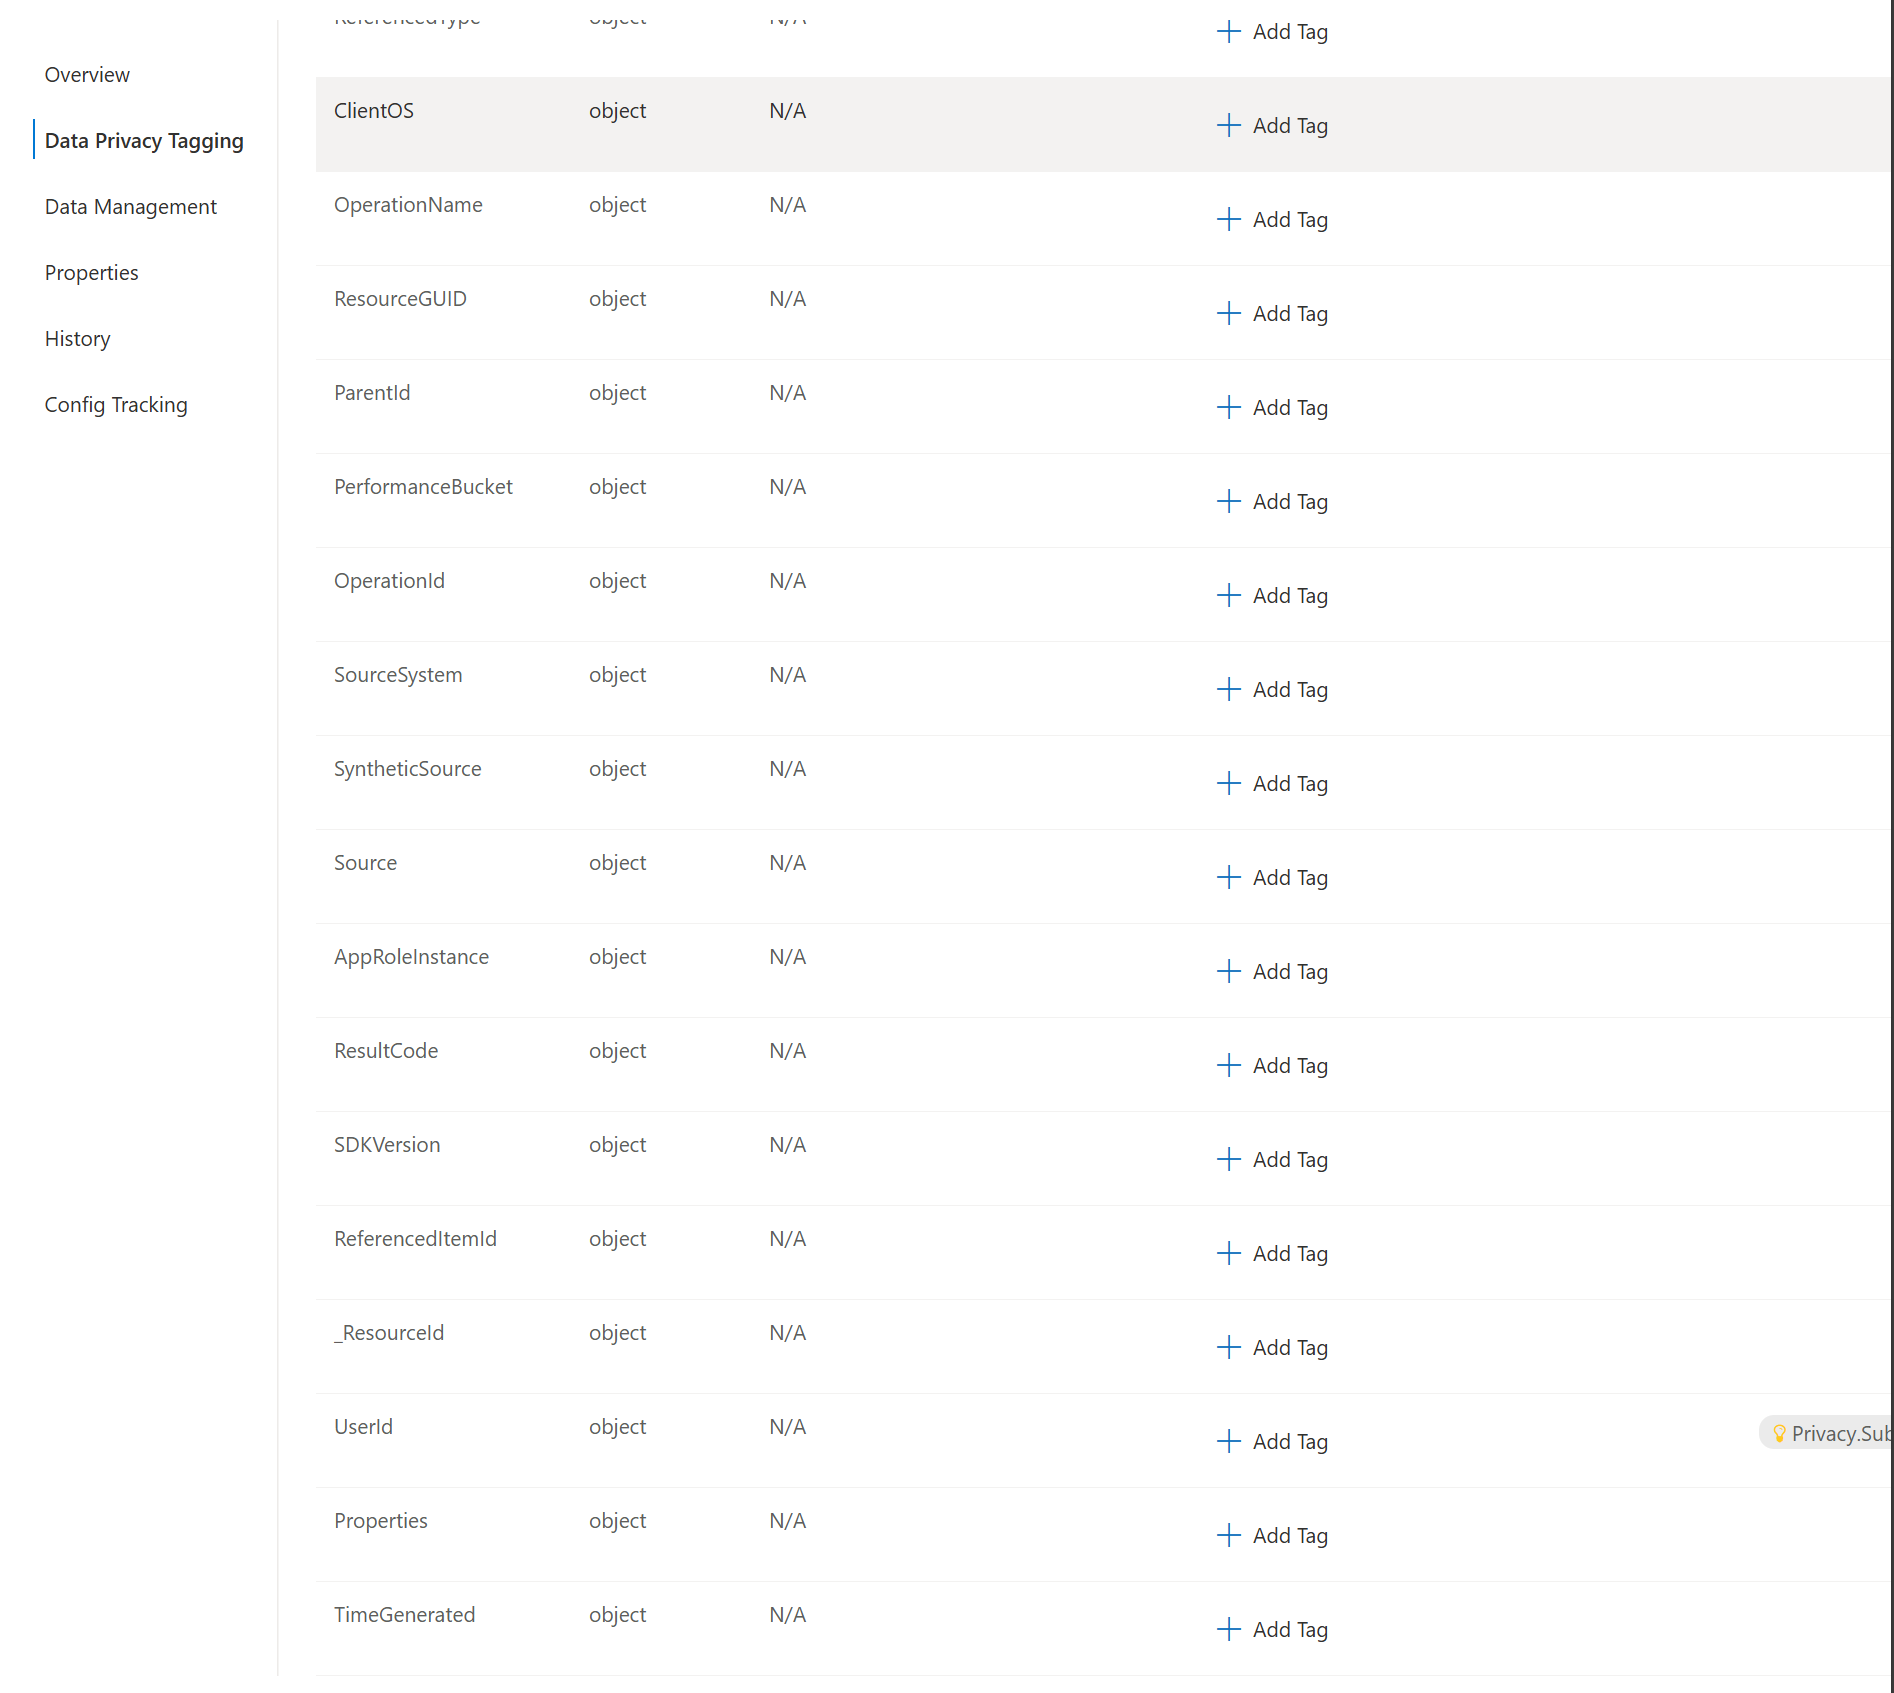 Overview
Data Privacy Tagging
Data Management
Properties
History
Config Tracking
ReferencedType object N/A Add Tag
ClientOS object N/A Add Tag
OperationName object N/A Add Tag
ResourceGUID object N/A Add Tag
ParentId object N/A Add Tag
PerformanceBucket object N/A Add Tag
OperationId object N/A Add Tag
SourceSystem object N/A Add Tag
SyntheticSource object N/A Add Tag
Source object N/A Add Tag
AppRoleInstance object N/A Add Tag
ResultCode object N/A Add Tag
SDKVersion object N/A Add Tag
ReferencedItemId object N/A Add Tag
_ResourceId object N/A Add Tag
UserId object N/A Add Tag Privacy.Sub
Properties object N/A Add Tag
TimeGenerated object N/A Add Tag